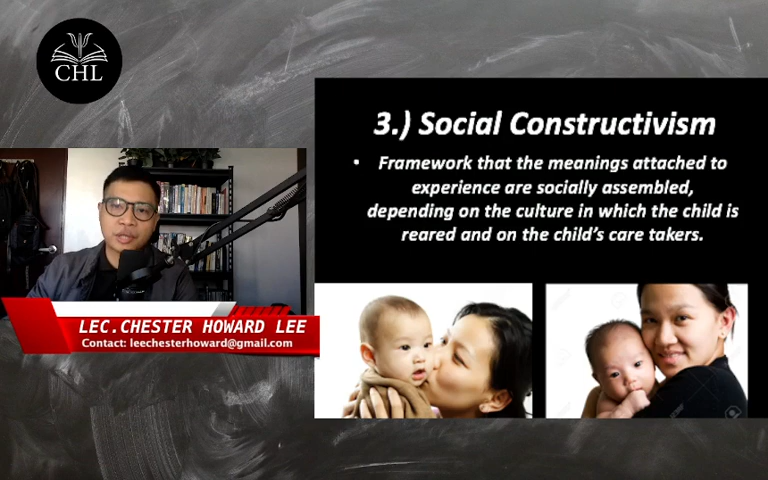 CHL
3.) Social Constructivism
• Framework that the meanings attached to
experience are socially assembled,
depending on the culture in which the child is
reared and on the child's care takers.
LEC.CHESTER HOWARD LEE
Contact: leechesterhoward@gmail.com